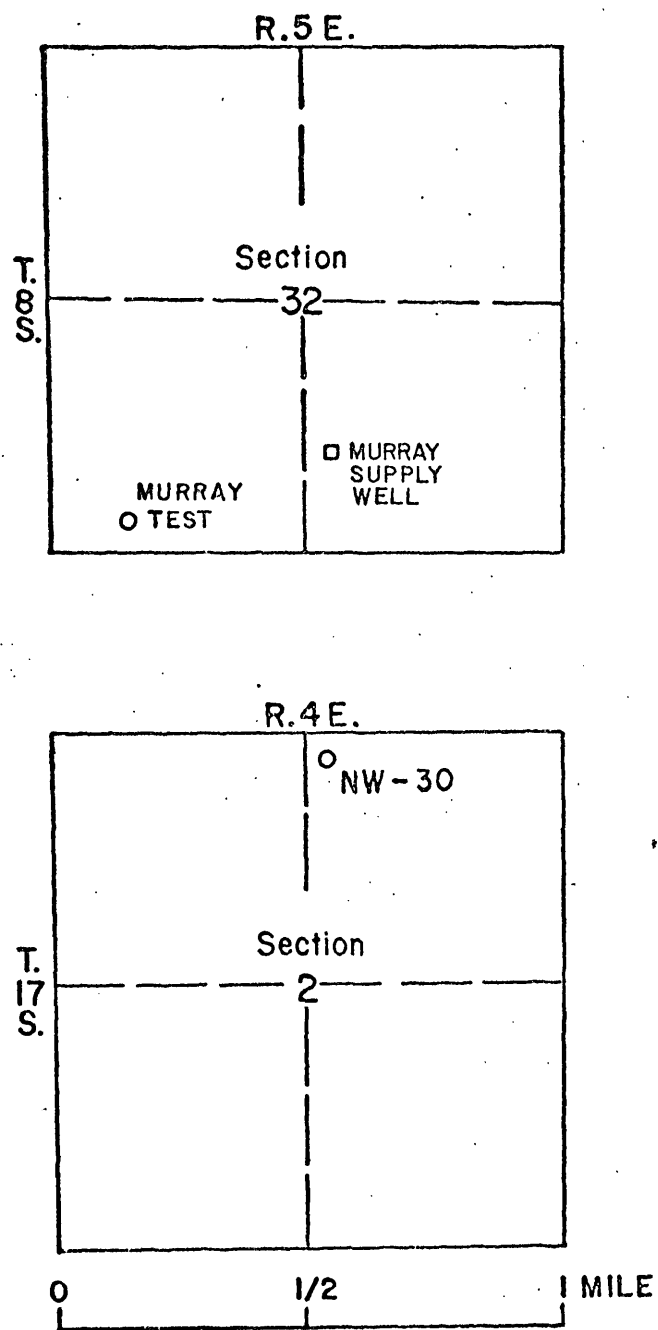 R.5 E.
T.
8
S.
Section
32
MURRAY
SUPPLY
WELL
MURRAY
TEST
R.4 E.
NW-30
T.
17
S.
Section
2
0 1/2 1 MILE